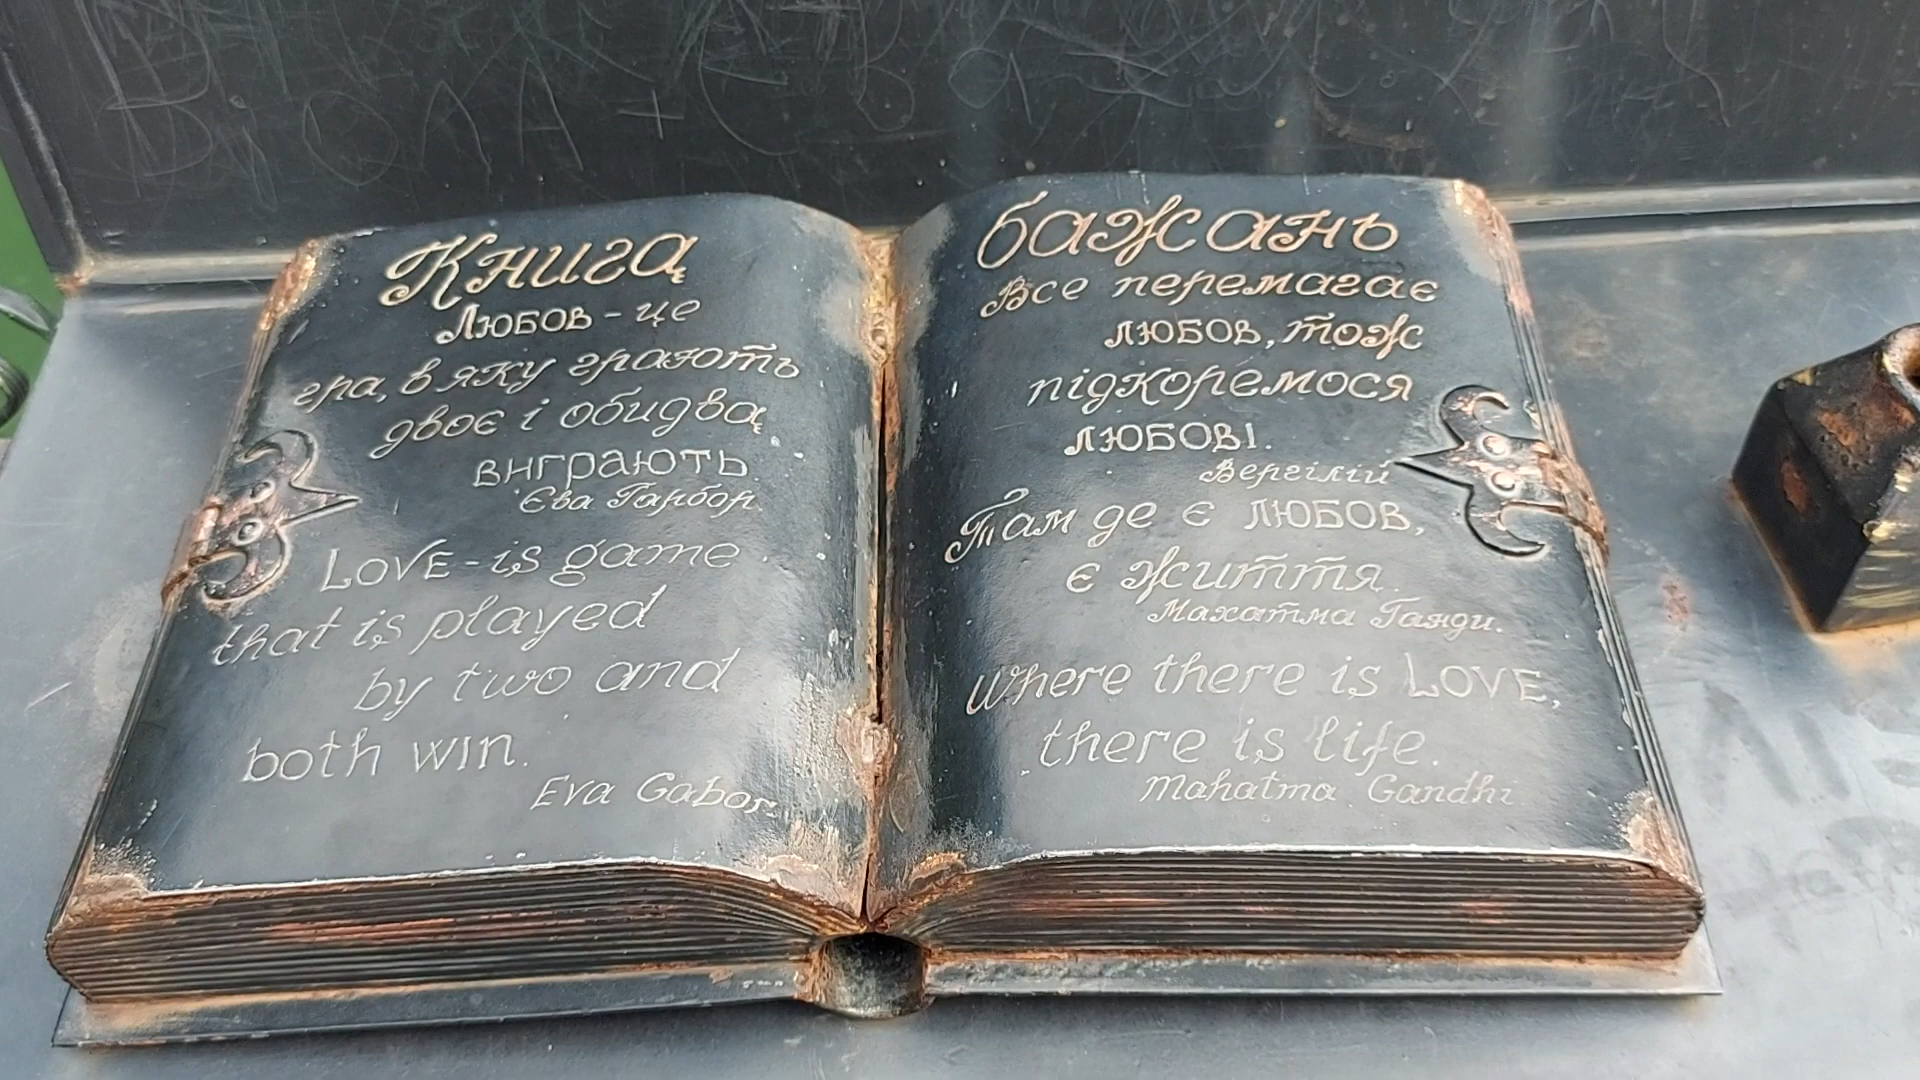 Книга
Любов - це
гра, в яку грають
двоє і обидва
виграють
Єва Гарбор.
LOVE - is game
that is played
by two and
both win.
Eva Gabor
бажань
Все перемагає
любов, тож
підкоремося
любові.
Вергілій
Там де є любов,
є життя.
Махатма Ганди.
Where there is LOVE,
there is life.
Mahatma Gandhi